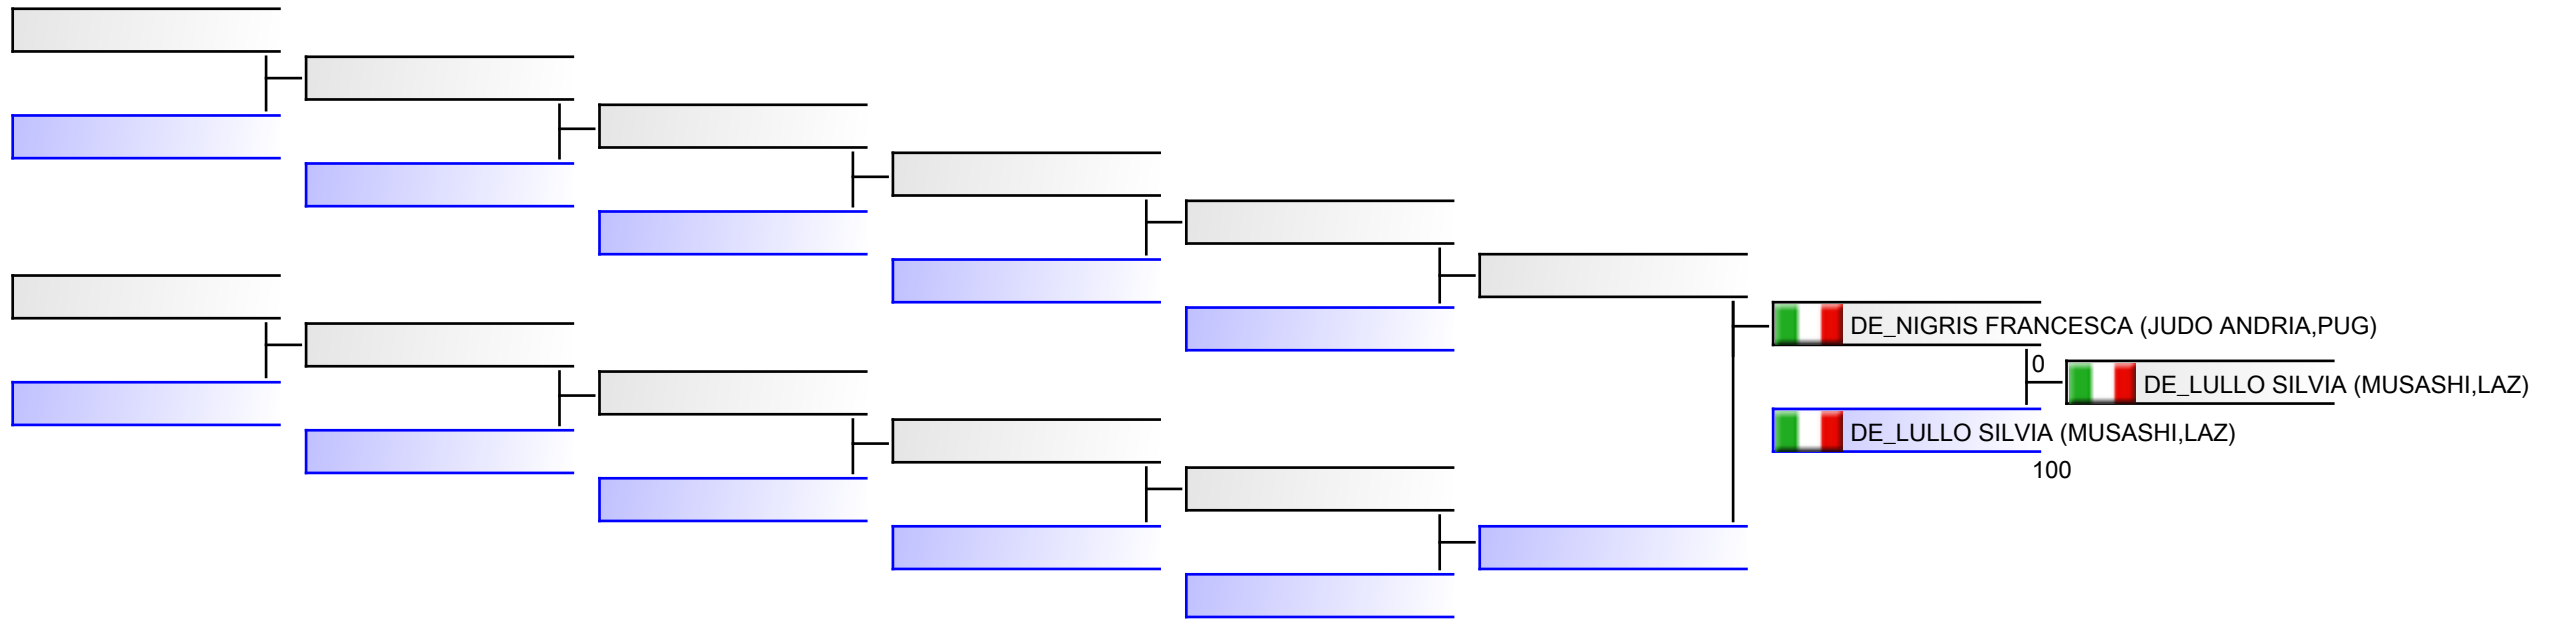 DE_NIGRIS FRANCESCA (JUDO ANDRIA,PUG)
0
DE_LULLO SILVIA (MUSASHI,LAZ)
DE_LULLO SILVIA (MUSASHI,LAZ)
100